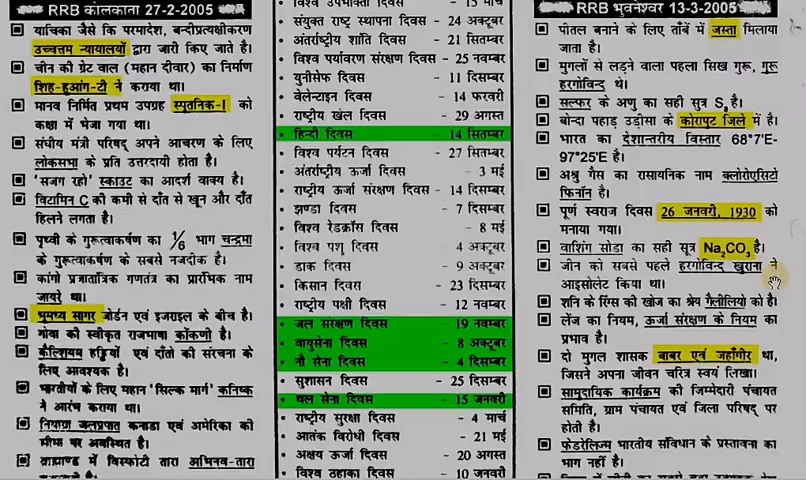 RRB कोलकाता 27-2-2005
याचिका जैसे कि परमादेश, बन्दीप्रत्यक्षीकरण
उच्चत्तम न्यायालयों द्वारा जारी किए जाते है।
चीन की ग्रेट वाल (महान दीवार) का निर्माण
शिह-हुआंग-टी ने कराया था।
मानव निर्मित प्रथम उपग्रह स्पूतनिक-I को
कक्षा में भेजा गया था।
संघीय मंत्री परिषद् अपने आचरण के लिए
लोकसभा के प्रति उत्तरदायी होता है।
'सजग रहो' स्काउट का आदर्श वाक्य है।
विटामिन C की कमी से दाँत से खून और दाँत
हिलने लगता है।
पृथ्वी के गुरूत्वाकर्षण का 1/6 भाग चन्द्रमा
के गुरूत्वाकर्षण के सबसे नजदीक है।
कांगो प्रजातांत्रिक गणतंत्र का प्रारंभिक नाम
जायरे था।
भूमध्य सागर जोर्डन एवं इजराइल के बीच है।
गोवा की स्वीकृत राजभाषा कोंकणी है।
कैल्शियम हड्डियों एवं दाँतों की संरचना के
लिए आवश्यक है।
भारतीयों के लिए महान 'सिल्क मार्ग' कनिष्क
ने आरंभ कराया था।
नियाग्रा जलप्रपात कनाडा एवं अमेरिका की
सीमा पर अवस्थित है।
ब्राह्माण्ड में विस्फोटी तारा अभिनव-तारा
विश्व उपभोक्ता दिवस - 15 मार्च
संयुक्त राष्ट्र स्थापना दिवस - 24 अक्टूबर
अंतर्राष्ट्रीय शांति दिवस - 21 सितम्बर
विश्व पर्यावरण संरक्षण दिवस - 25 नवम्बर
यूनीसेफ दिवस - 11 दिसम्बर
वेलेन्टाइन दिवस - 14 फरवरी
राष्ट्रीय खेल दिवस - 29 अगस्त
हिन्दी दिवस - 14 सितम्बर
विश्व पर्यटन दिवस - 27 सितम्बर
अंतर्राष्ट्रीय ऊर्जा दिवस - 3 मई
राष्ट्रीय ऊर्जा संरक्षण दिवस - 14 दिसम्बर
झण्डा दिवस - 7 दिसम्बर
विश्व रेडक्रॉस दिवस - 8 मई
विश्व पशु दिवस - 4 अक्टूबर
डाक दिवस - 9 अक्टूबर
किसान दिवस - 23 दिसम्बर
राष्ट्रीय पक्षी दिवस - 12 नवम्बर
जल संरक्षण दिवस - 19 नवम्बर
वायुसेना दिवस - 8 अक्टूबर
नौ सेना दिवस - 4 दिसम्बर
सुशासन दिवस - 25 दिसम्बर
थल सेना दिवस - 15 जनवरी
राष्ट्रीय सुरक्षा दिवस - 4 मार्च
आतंक विरोधी दिवस - 21 मई
अक्षय ऊर्जा दिवस - 20 अगस्त
विश्व ठहाका दिवस - 10 जनवरी
RRB भुवनेश्वर 13-3-2005
पीतल बनाने के लिए ताँबें में जस्ता मिलाया
जाता है।
मुगलों से लड़ने वाला पहला सिख गुरू, गुरू
हरगोविन्द थे।
सल्फर के अणु का सही सूत्र S8 है।
बोन्दा पहाड़ उड़ीसा के कोरापुट जिले में है।
भारत का देशान्तरीय विस्तार 68°7'E-
97°25'E है।
अश्रु गैस का रासायनिक नाम क्लोरोएसिटो
फिनॉन है।
पूर्ण स्वराज दिवस 26 जनवरी, 1930 को
मनाया गया।
वाशिंग सोडा का सही सूत्र Na2CO3 है।
जीन को सबसे पहले हरगोविन्द खुराना ने
आइसोलेट किया था।
शनि के रिंग्स की खोज का श्रेय गैलीलियो को है।
लेंज का नियम, ऊर्जा संरक्षण के नियम का
प्रभाव है।
दो मुगल शासक बाबर एवं जहाँगीर था,
जिसने अपना जीवन चरित्र स्वयं लिखा।
सामुदायिक कार्यक्रम की जिम्मेदारी पंचायत
समिति, ग्राम पंचायत एवं जिला परिषद् पर
होती है।
फेडरेलिज्म भारतीय संविधान के प्रस्तावना का
भाग नहीं है।